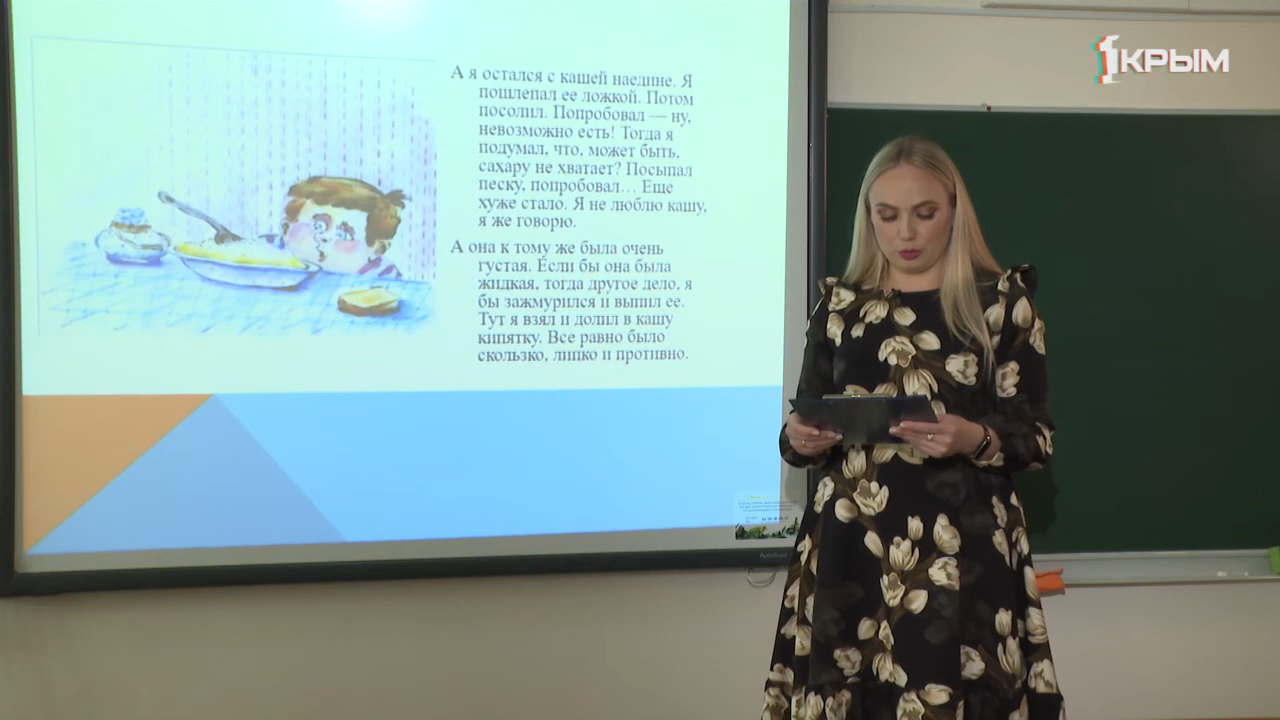 1КРЫМ
А я остался с кашей наедине. Я
пошлепал ее ложкой. Потом
посолил. Попробовал — ну,
невозможно есть! Тогда я
подумал, что, может быть,
сахару не хватает? Посыпал
песку, попробовал… Еще
хуже стало. Я не люблю кашу,
я же говорю.
А она к тому же была очень
густая. Если бы она была
жидкая, тогда другое дело, я
бы зажмурился и выпил ее.
Тут я взял и долил в кашу
кипятку. Все равно было
скользко, липко и противно.